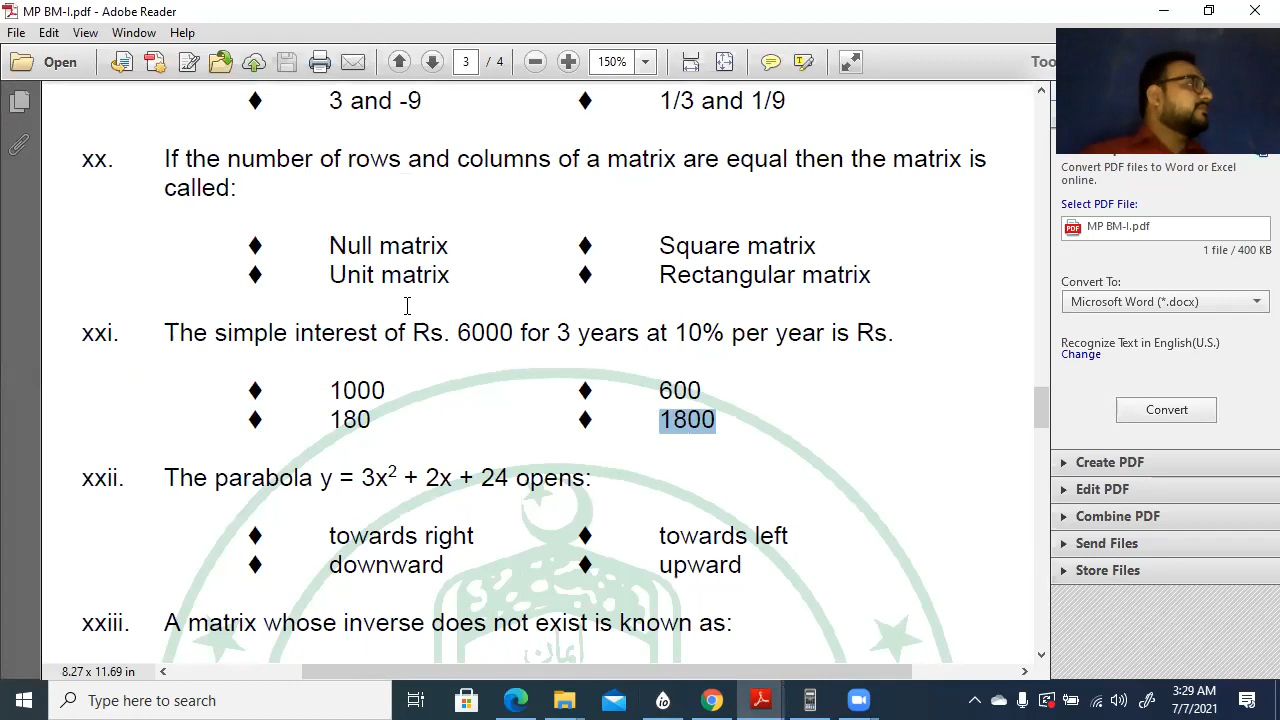 MP BM-I.pdf - Adobe Reader
File Edit View Window Help
Open 3 / 4 150% Too
♦ 3 and -9 ♦ 1/3 and 1/9
xx. If the number of rows and columns of a matrix are equal then the matrix is
called:
♦ Null matrix ♦ Square matrix
♦ Unit matrix ♦ Rectangular matrix
xxi. The simple interest of Rs. 6000 for 3 years at 10% per year is Rs.
♦ 1000 ♦ 600
♦ 180 ♦ 1800
xxii. The parabola y = 3x² + 2x + 24 opens:
♦ towards right ♦ towards left
♦ downward ♦ upward
xxiii. A matrix whose inverse does not exist is known as:
8.27 x 11.69 in
Convert PDF files to Word or Excel
online.
Select PDF File:
MP BM-I.pdf
1 file / 400 KB
Convert To:
Microsoft Word (*.docx)
Recognize Text in English(U.S.)
Change
Convert
Create PDF
Edit PDF
Combine PDF
Send Files
Store Files
Type here to search
3:29 AM
7/7/2021